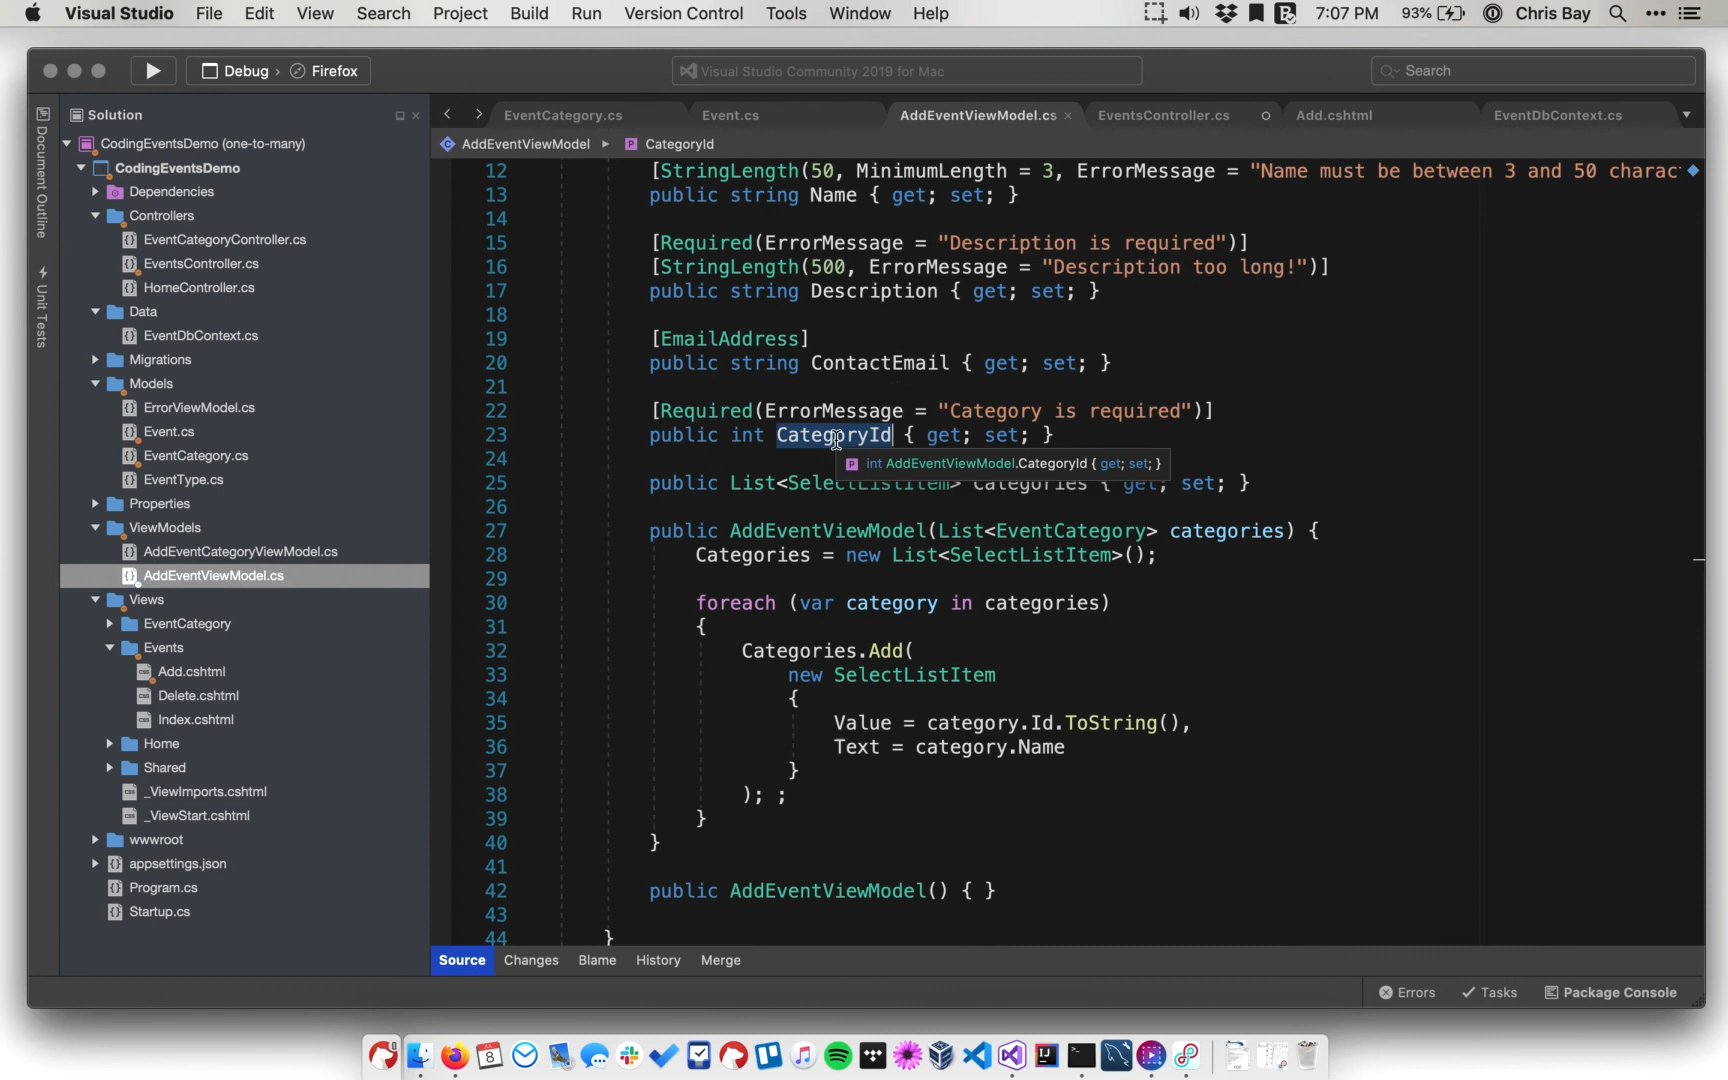 Visual Studio File Edit View Search Project Build Run Version Control Tools Window Help 7:07 PM 93% Chris Bay
Debug › Firefox
Visual Studio Community 2019 for Mac
Search
Document Outline
Unit Tests
Solution
CodingEventsDemo (one-to-many)
CodingEventsDemo
Dependencies
Controllers
EventCategoryController.cs
EventsController.cs
HomeController.cs
Data
EventDbContext.cs
Migrations
Models
ErrorViewModel.cs
Event.cs
EventCategory.cs
EventType.cs
Properties
ViewModels
AddEventCategoryViewModel.cs
AddEventViewModel.cs
Views
EventCategory
Events
Add.cshtml
Delete.cshtml
Index.cshtml
Home
Shared
_ViewImports.cshtml
_ViewStart.cshtml
wwwroot
appsettings.json
Program.cs
Startup.cs
EventCategory.cs Event.cs AddEventViewModel.cs EventsController.cs Add.cshtml EventDbContext.cs
AddEventViewModel CategoryId
12 [StringLength(50, MinimumLength = 3, ErrorMessage = "Name must be between 3 and 50 charac
13 public string Name { get; set; }
14
15 [Required(ErrorMessage = "Description is required")]
16 [StringLength(500, ErrorMessage = "Description too long!")]
17 public string Description { get; set; }
18
19 [EmailAddress]
20 public string ContactEmail { get; set; }
21
22 [Required(ErrorMessage = "Category is required")]
23 public int CategoryId { get; set; }
24
int AddEventViewModel.CategoryId { get; set; }
25 public List<SelectListItem> Categories { get; set; }
26
27 public AddEventViewModel(List<EventCategory> categories) {
28 Categories = new List<SelectListItem>();
29
30 foreach (var category in categories)
31 {
32 Categories.Add(
33 new SelectListItem
34 {
35 Value = category.Id.ToString(),
36 Text = category.Name
37 }
38 ); ;
39 }
40 }
41
42 public AddEventViewModel() { }
43
44 }
Source Changes Blame History Merge
Errors Tasks Package Console